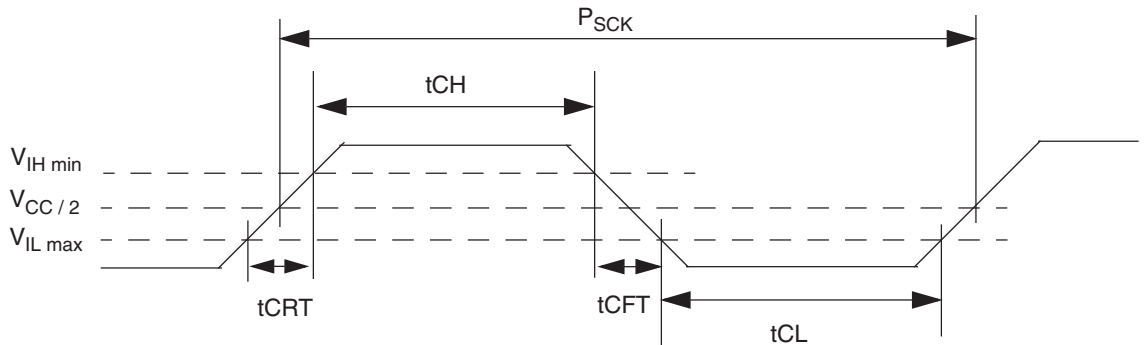 PSCK
tCH
VIH min
VCC / 2
VIL max
tCRT
tCFT
tCL